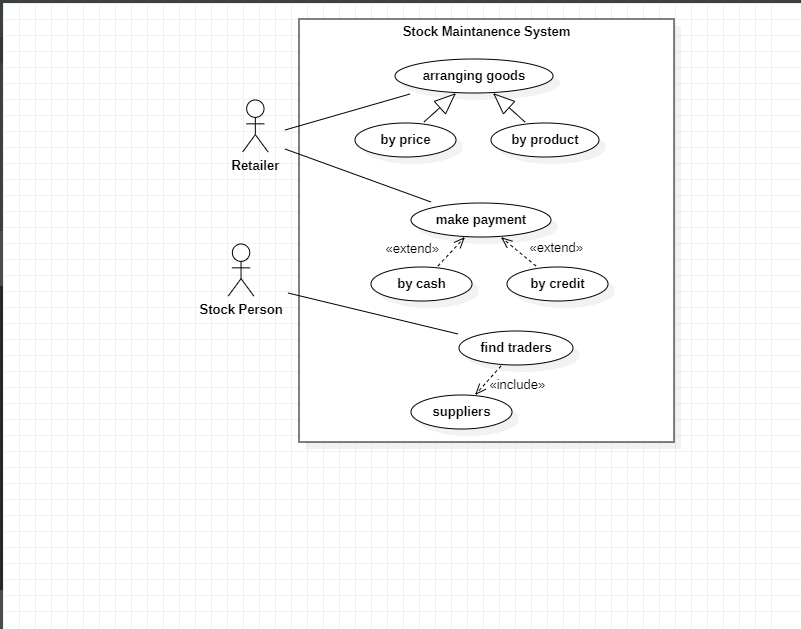 Stock Maintanence System
arranging goods
by price
by product
Retailer
make payment
«extend»
«extend»
by cash
by credit
Stock Person
find traders
«include»
suppliers